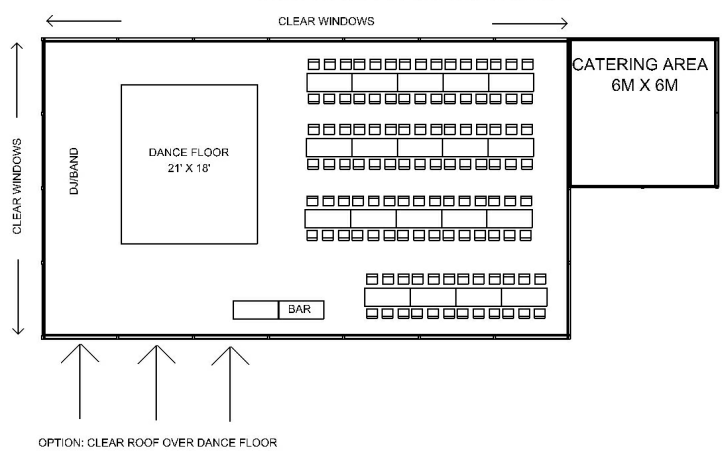 CLEAR WINDOWS
CATERING AREA
6M X 6M
CLEAR WINDOWS
DJ/BAND
DANCE FLOOR
21' X 18'
BAR
OPTION: CLEAR ROOF OVER DANCE FLOOR